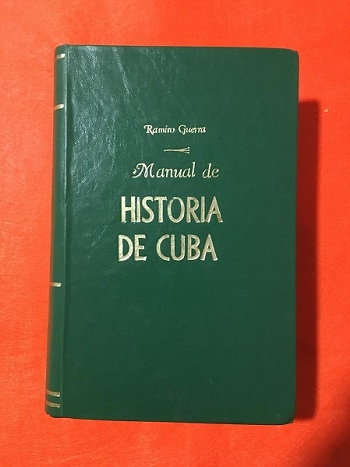 Ramiro Guerra
Manual de
HISTORIA
DE CUBA